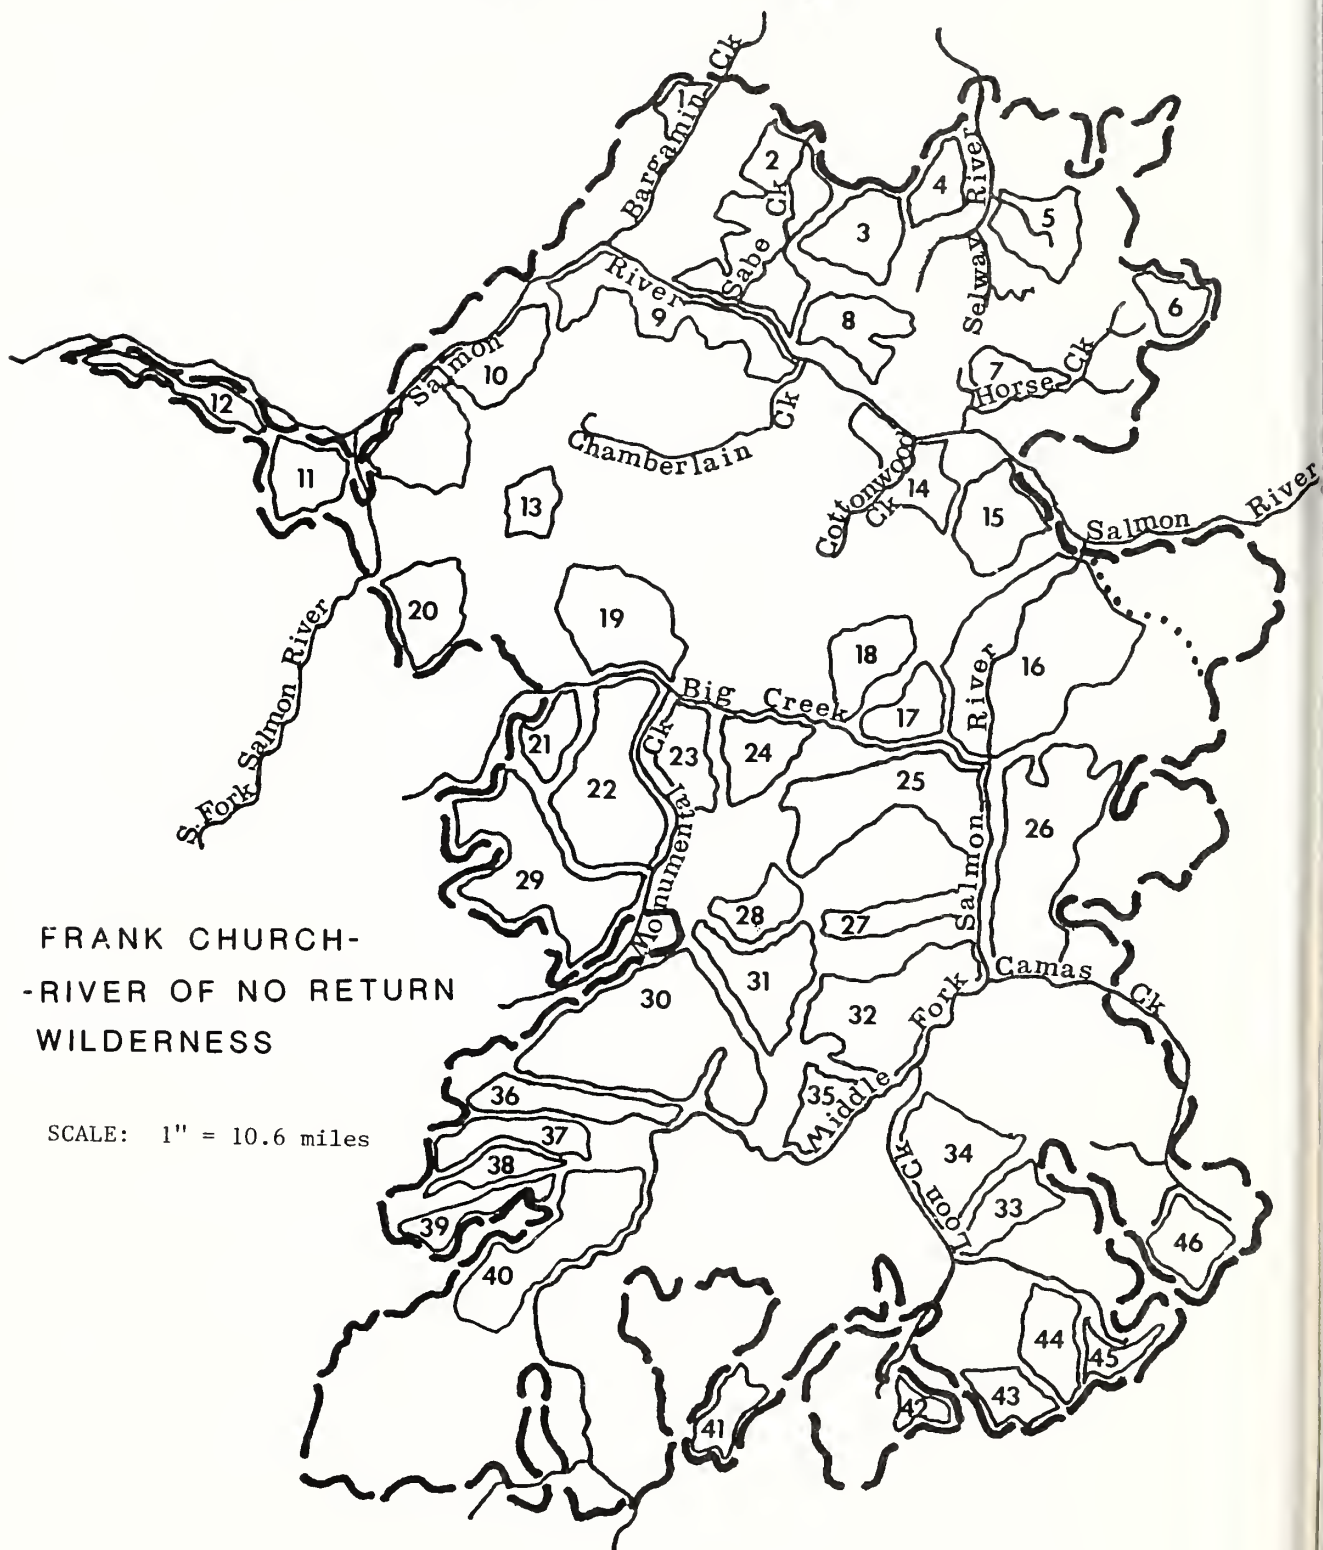 Bargamin Ck
1
2
Sabe Ck
3
4
Selway River
5
6
7
Horse Ck
8
River
9
Salmon
10
Chamberlain Ck
12
11
13
Cottonwood Ck
14
15
Salmon River
S. Fork Salmon River
20
19
18
16
River
Big Creek
17
21
22
Monumental Ck
23
24
25
26
Salmon
29
28
27
FRANK CHURCH-
-RIVER OF NO RETURN
WILDERNESS
30
31
32
Fork
Camas Ck
SCALE: 1" = 10.6 miles
36
35
Middle
37
38
34
Loon Ck
33
39
40
46
44
45
43
42
41